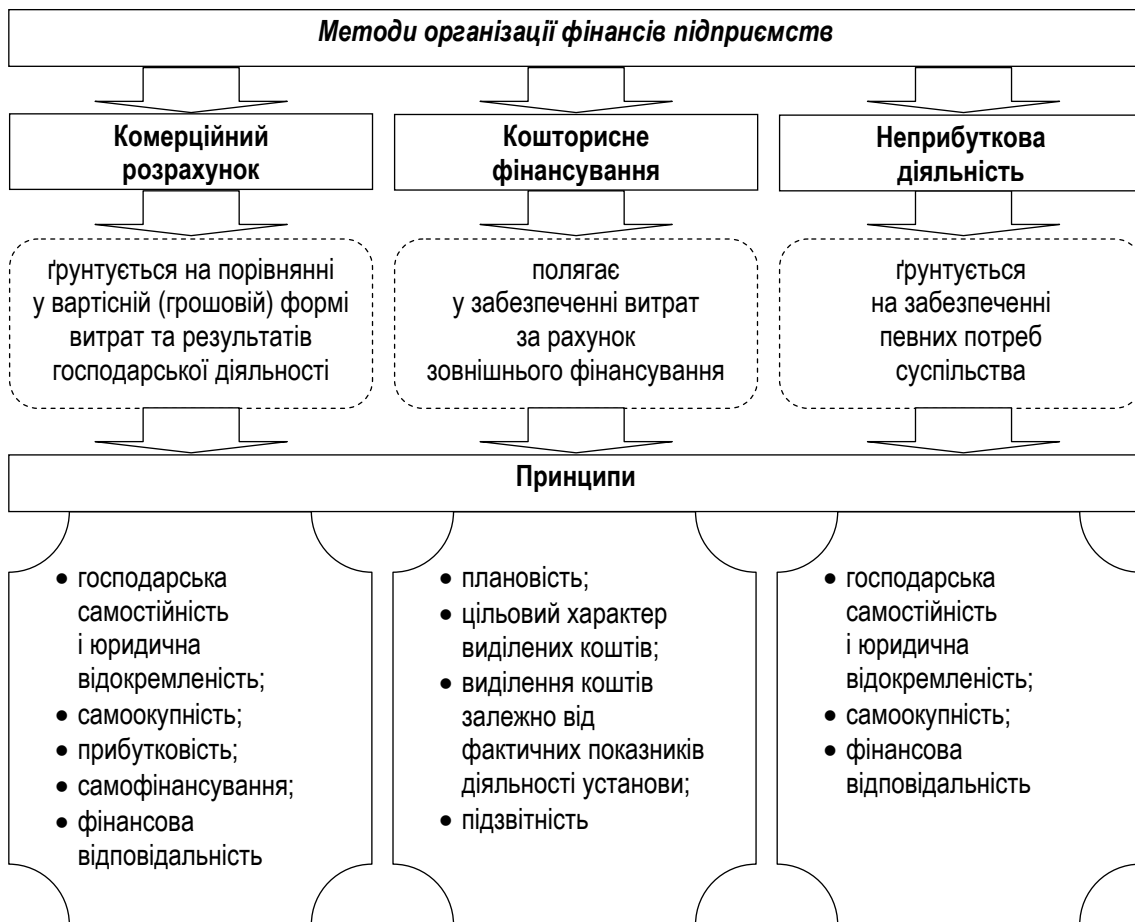 Методи організації фінансів підприємств
Комерційний
розрахунок
Кошторисне
фінансування
Неприбуткова
діяльність
ґрунтується на порівнянні
у вартісній (грошовій) формі
витрат та результатів
господарської діяльності
полягає
у забезпеченні витрат
за рахунок
зовнішнього фінансування
ґрунтується
на забезпеченні
певних потреб
суспільства
Принципи
• господарська
самостійність
і юридична
відокремленість;
• самоокупність;
• прибутковість;
• самофінансування;
• фінансова
відповідальність
• плановість;
• цільовий характер
виділених коштів;
• виділення коштів
залежно від
фактичних показників
діяльності установи;
• підзвітність
• господарська
самостійність
і юридична
відокремленість;
• самоокупність;
• фінансова
відповідальність